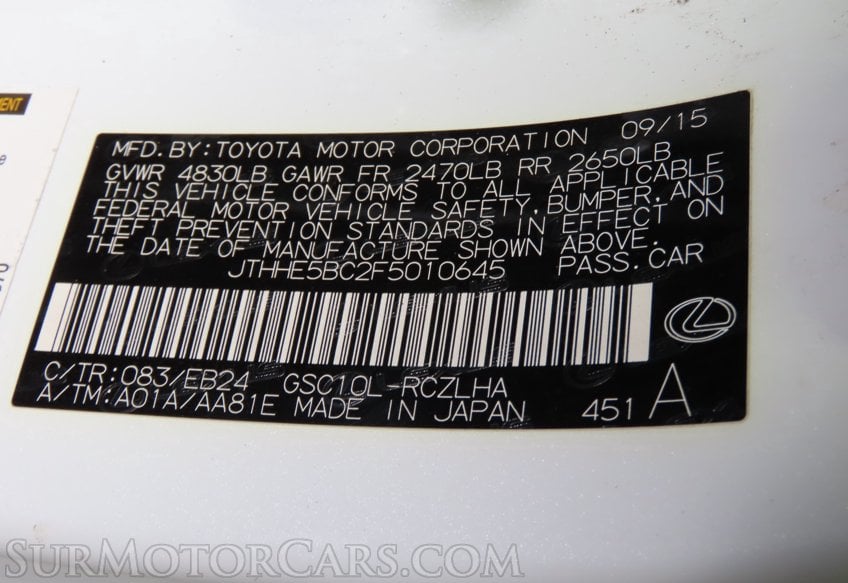 MENT
MFD.BY:TOYOTA MOTOR CORPORATION 09/15
GVWR 4830LB GAWR FR 2470LB RR 2650LB
THIS VEHICLE CONFORMS TO ALL APPLICABLE
FEDERAL MOTOR VEHICLE SAFETY,BUMPER,AND
THEFT PREVENTION STANDARDS IN EFFECT ON
THE DATE OF MANUFACTURE SHOWN ABOVE.
JTHHE5BC2F5010645 PASS.CAR
C/TR:083/EB24 GSC10L-RCZLHA
A/TM:A01A/AA81E MADE IN JAPAN 451 A
SURMOTORCARS.COM